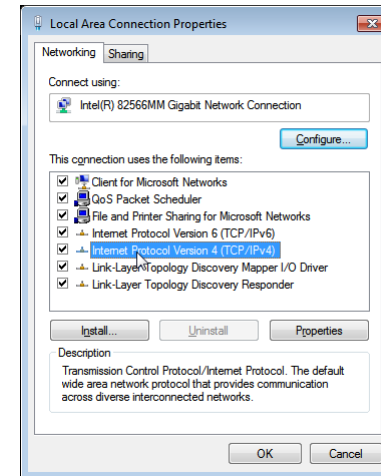 Local Area Connection Properties
Networking
Sharing
Connect using:
Intel(R) 82566MM Gigabit Network Connection
Configure...
This connection uses the following items:
Client for Microsoft Networks
QoS Packet Scheduler
File and Printer Sharing for Microsoft Networks
Internet Protocol Version 6 (TCP/IPv6)
Internet Protocol Version 4 (TCP/IPv4)
Link-Layer Topology Discovery Mapper I/O Driver
Link-Layer Topology Discovery Responder
Install...
Uninstall
Properties
Description
Transmission Control Protocol/Internet Protocol. The default
wide area network protocol that provides communication
across diverse interconnected networks.
OK
Cancel